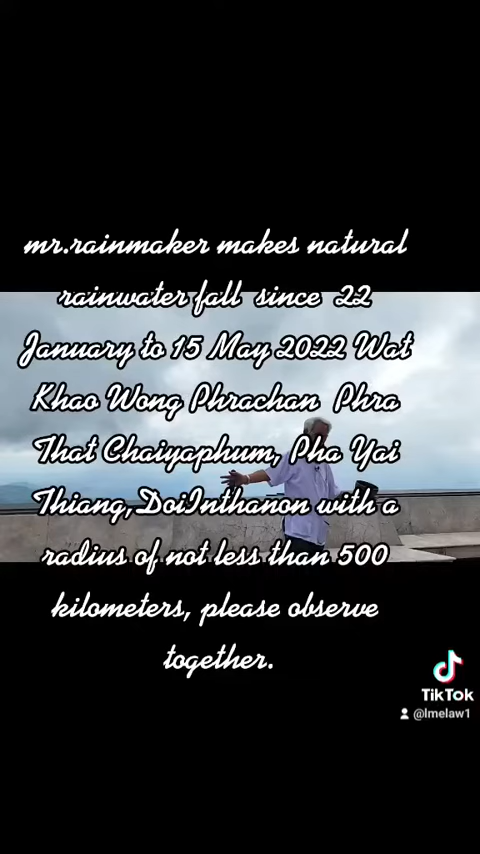 mr.rainmaker makes natural
rainwater fall since 22
January to 15 May 2022 Wat
Khao Wong Phrachan Phra
That Chaiyaphum, Pha Yai
Thiang,DoiInthanon with a
radius of not less than 500
kilometers, please observe
together.
TikTok
@lmelaw1